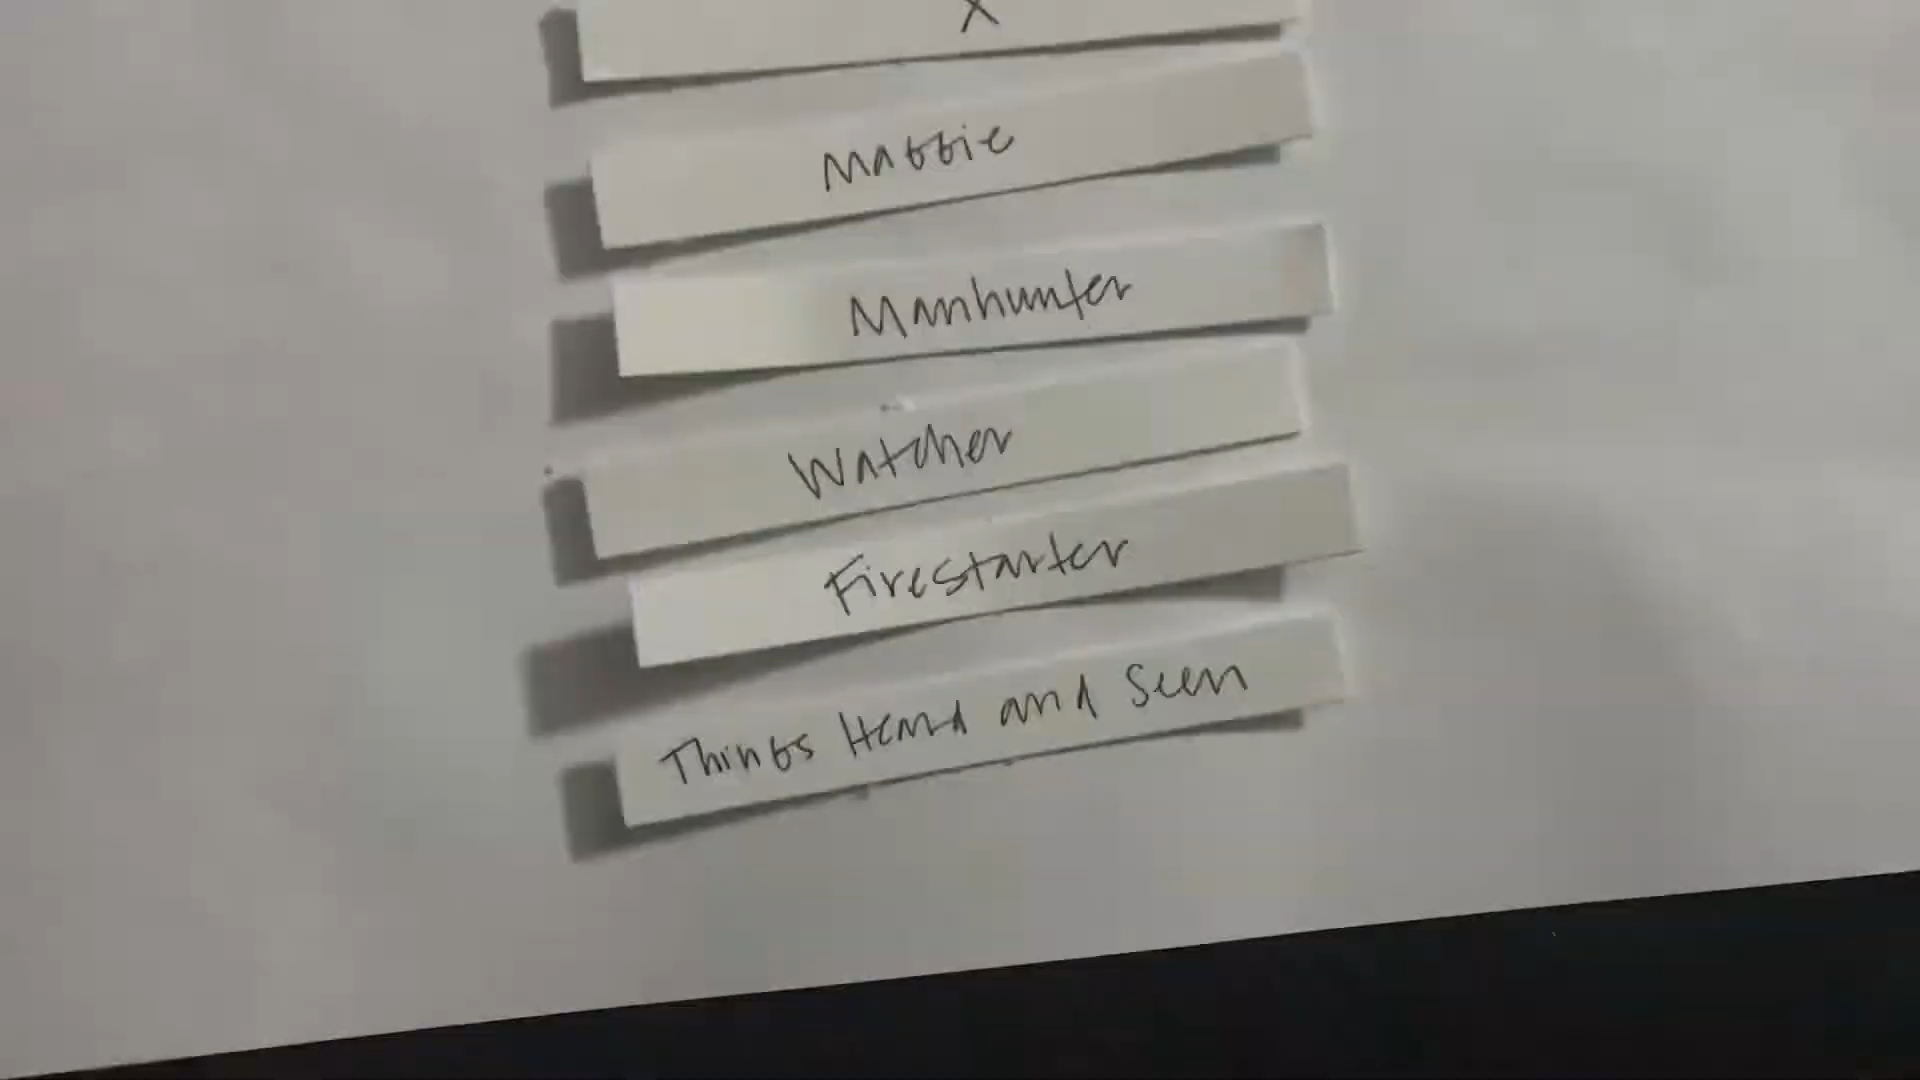 X
Maggie
Manhunter
Watcher
Firestarter
Things Heard and Seen